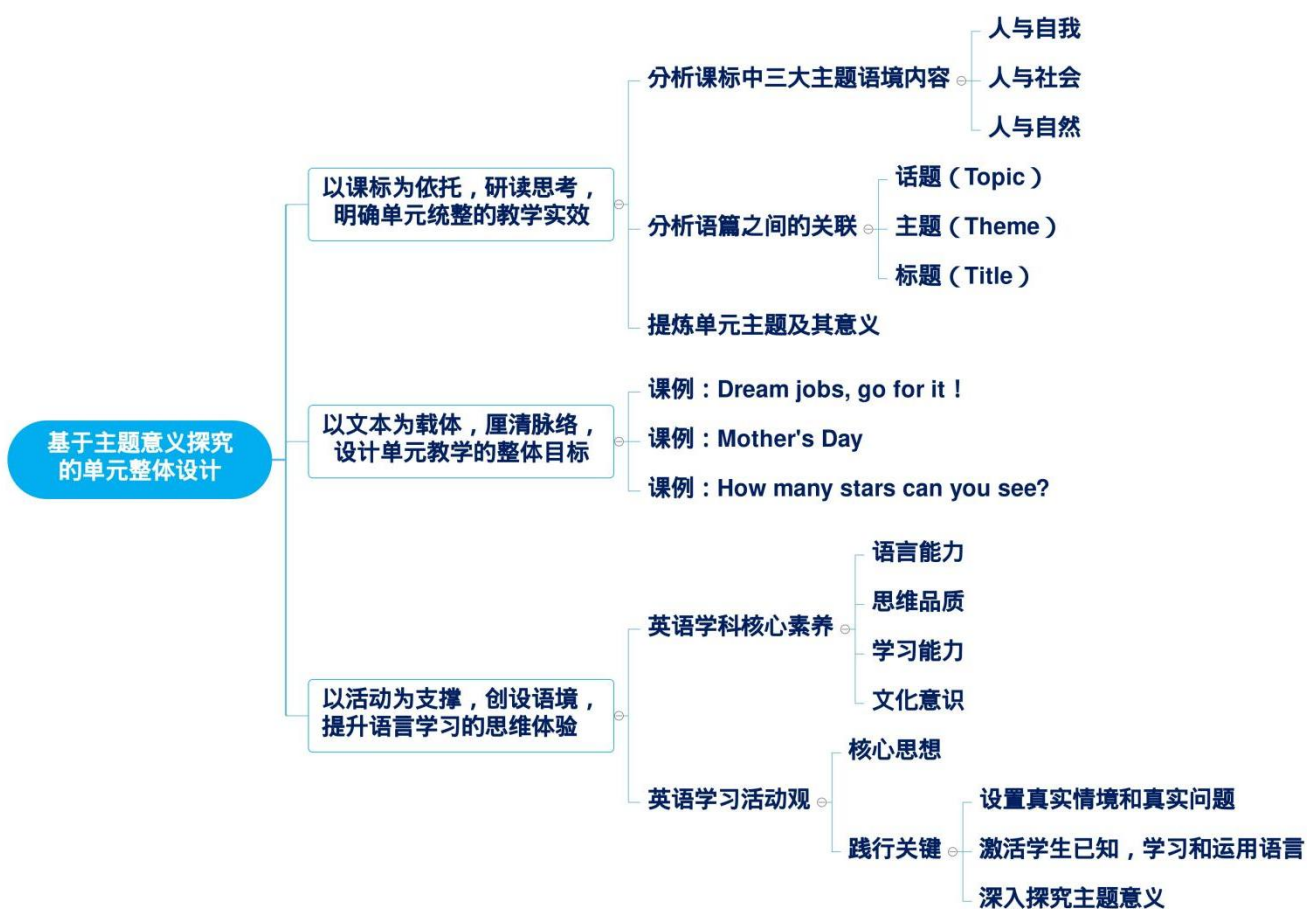 基于主题意义探究
的单元整体设计
以课标为依托，研读思考，
明确单元统整的教学实效
分析课标中三大主题语境内容
人与自我
人与社会
人与自然
分析语篇之间的关联
话题（Topic）
主题（Theme）
标题（Title）
提炼单元主题及其意义
以文本为载体，厘清脉络，
设计单元教学的整体目标
课例：Dream jobs, go for it！
课例：Mother's Day
课例：How many stars can you see?
以活动为支撑，创设语境，
提升语言学习的思维体验
英语学科核心素养
语言能力
思维品质
学习能力
文化意识
英语学习活动观
核心思想
践行关键
设置真实情境和真实问题
激活学生已知，学习和运用语言
深入探究主题意义